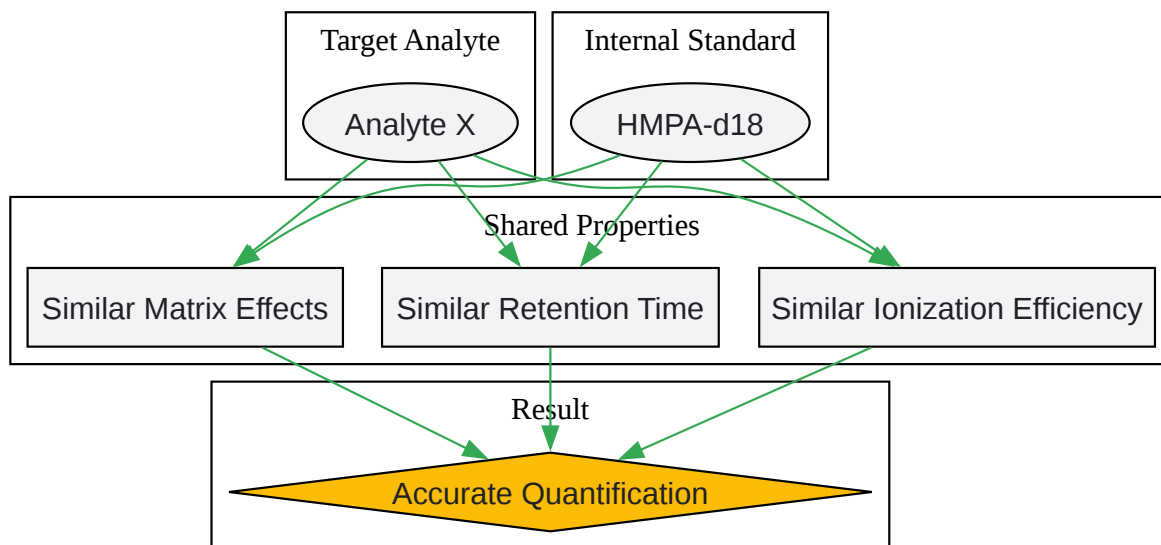 Target Analyte
Internal Standard
Analyte X
HMPA-d18
Shared Properties
Similar Matrix Effects
Similar Retention Time
Similar Ionization Efficiency
Result
Accurate Quantification